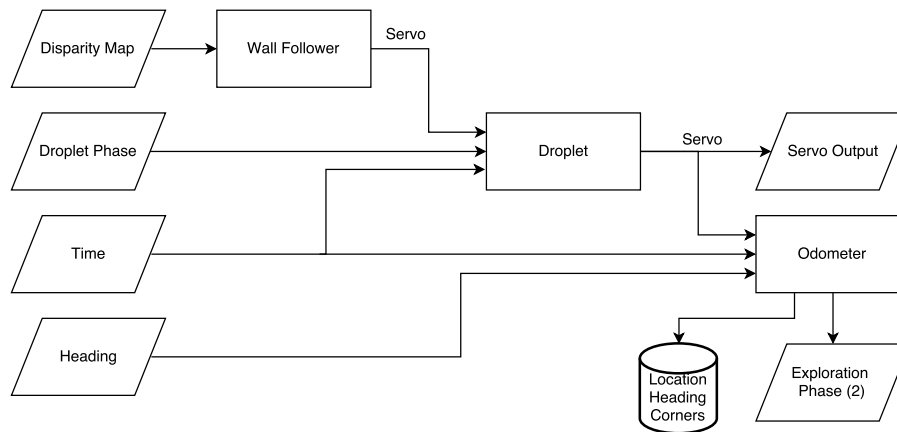 Disparity Map
Wall Follower
Servo
Droplet Phase
Droplet
Servo
Servo Output
Time
Odometer
Heading
Location
Heading
Corners
Exploration
Phase (2)